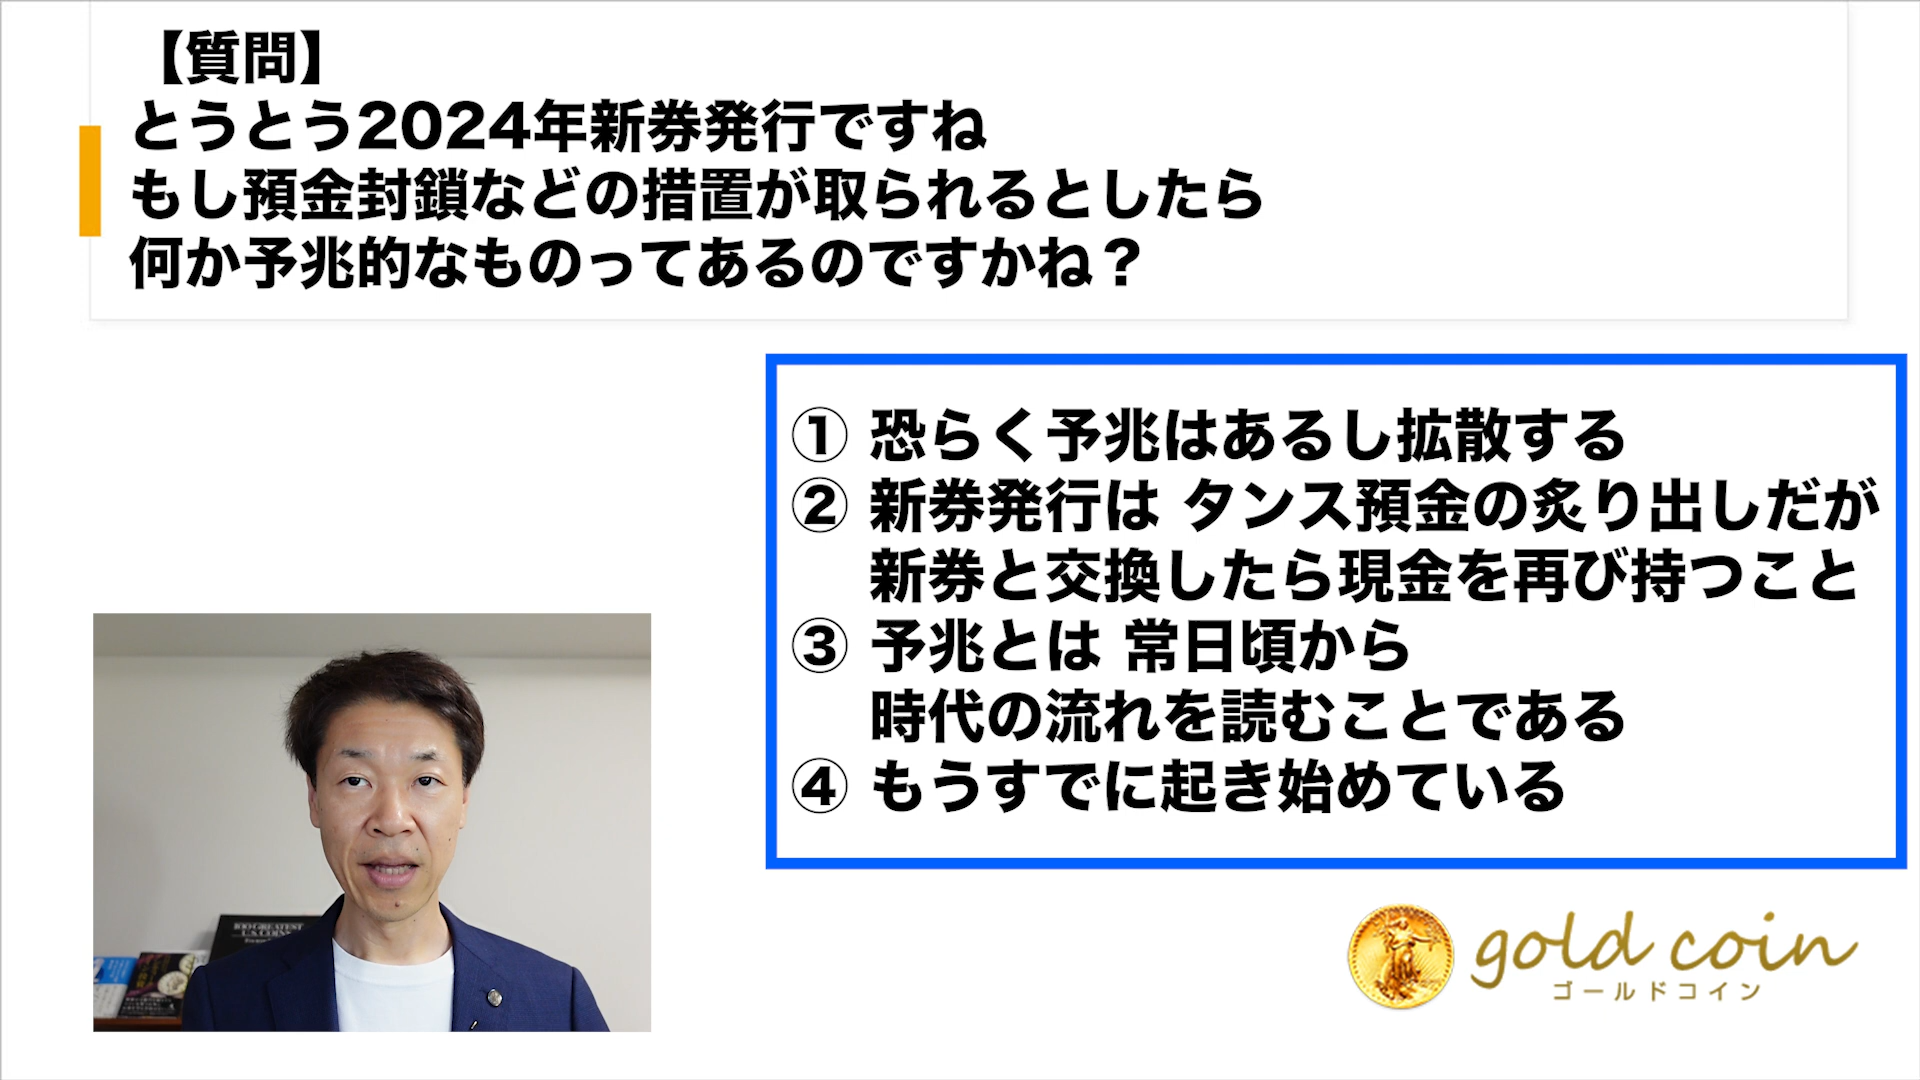 【質問】
とうとう2024年新券発行ですね
もし預金封鎖などの措置が取られるとしたら
何か予兆的なものってあるのですかね？
① 恐らく予兆はあるし拡散する
② 新券発行は タンス預金の炙り出しだが
新券と交換したら現金を再び持つこと
③ 予兆とは 常日頃から
時代の流れを読むことである
④ もうすでに起き始めている
100 GREATEST
U.S. COINS
gold coin
ゴールドコイン